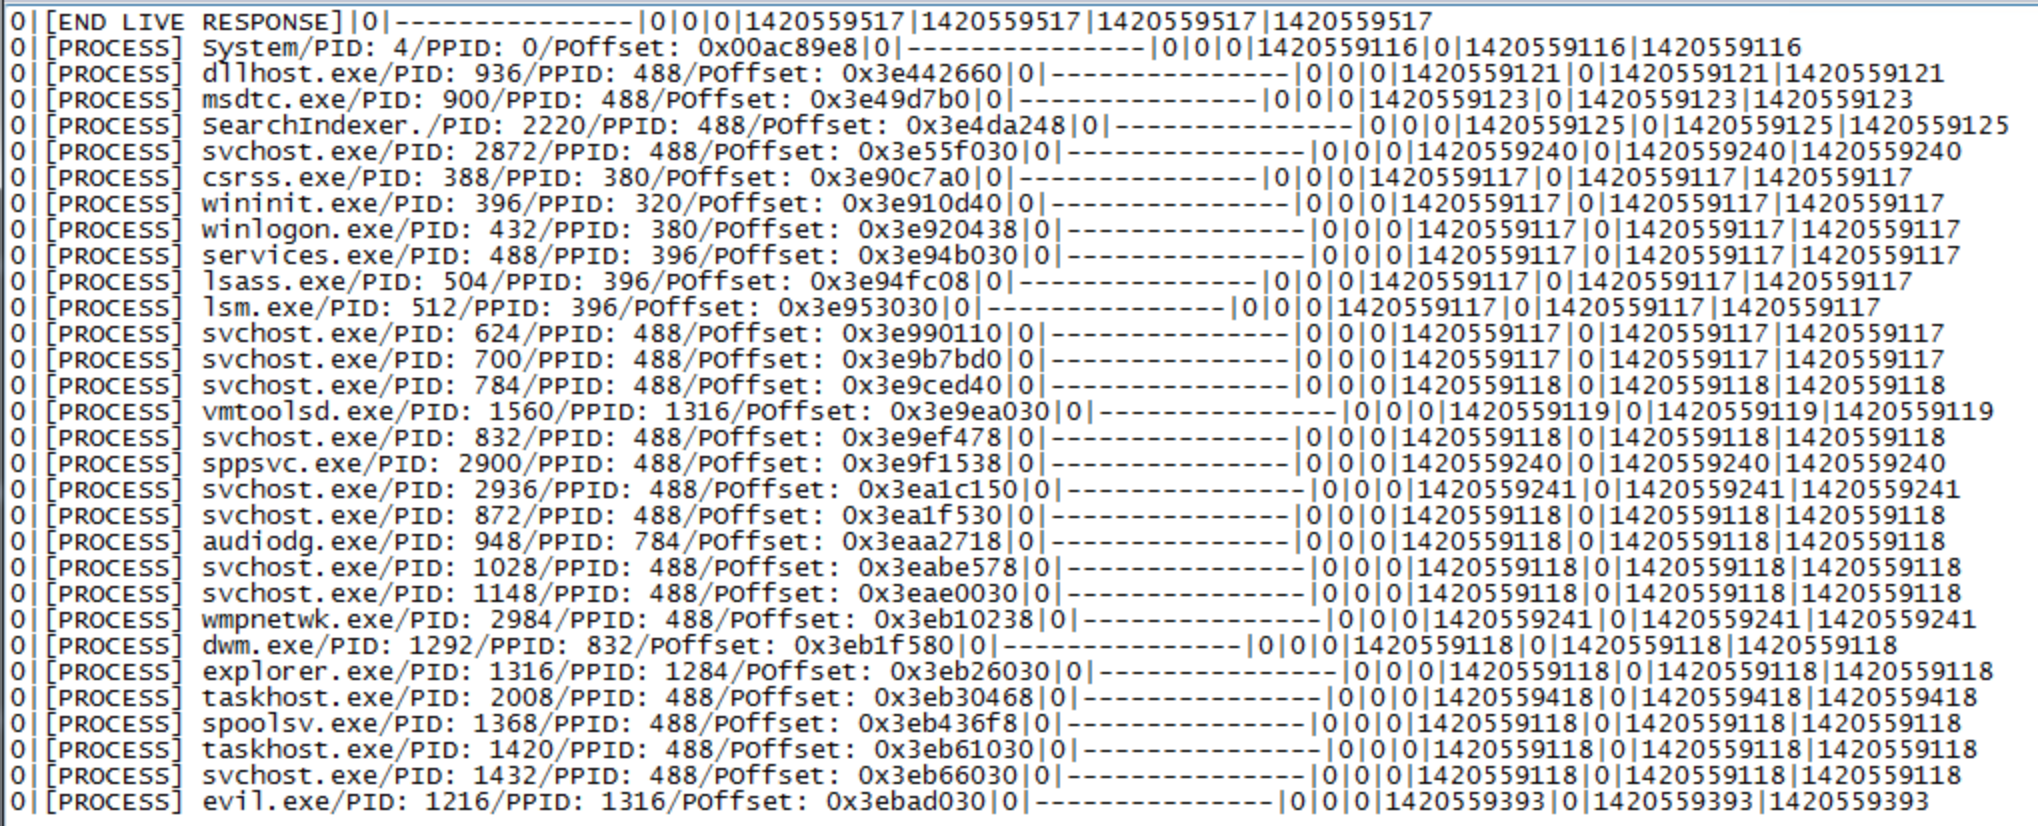 0|[END LIVE RESPONSE]|0|---------------|0|0|0|1420559517|1420559517|1420559517|1420559517
0|[PROCESS] System/PID: 4/PPID: 0/POffset: 0x00ac89e8|0|---------------|0|0|0|1420559116|0|1420559116|1420559116
0|[PROCESS] dllhost.exe/PID: 936/PPID: 488/POffset: 0x3e442660|0|---------------|0|0|0|1420559121|0|1420559121|1420559121
0|[PROCESS] msdtc.exe/PID: 900/PPID: 488/POffset: 0x3e49d7b0|0|---------------|0|0|0|1420559123|0|1420559123|1420559123
0|[PROCESS] SearchIndexer./PID: 2220/PPID: 488/POffset: 0x3e4da248|0|---------------|0|0|0|1420559125|0|1420559125|1420559125
0|[PROCESS] svchost.exe/PID: 2872/PPID: 488/POffset: 0x3e55f030|0|---------------|0|0|0|1420559240|0|1420559240|1420559240
0|[PROCESS] csrss.exe/PID: 388/PPID: 380/POffset: 0x3e90c7a0|0|---------------|0|0|0|1420559117|0|1420559117|1420559117
0|[PROCESS] wininit.exe/PID: 396/PPID: 320/POffset: 0x3e910d40|0|---------------|0|0|0|1420559117|0|1420559117|1420559117
0|[PROCESS] winlogon.exe/PID: 432/PPID: 380/POffset: 0x3e920438|0|---------------|0|0|0|1420559117|0|1420559117|1420559117
0|[PROCESS] services.exe/PID: 488/PPID: 396/POffset: 0x3e94b030|0|---------------|0|0|0|1420559117|0|1420559117|1420559117
0|[PROCESS] lsass.exe/PID: 504/PPID: 396/POffset: 0x3e94fc08|0|---------------|0|0|0|1420559117|0|1420559117|1420559117
0|[PROCESS] lsm.exe/PID: 512/PPID: 396/POffset: 0x3e953030|0|---------------|0|0|0|1420559117|0|1420559117|1420559117
0|[PROCESS] svchost.exe/PID: 624/PPID: 488/POffset: 0x3e990110|0|---------------|0|0|0|1420559117|0|1420559117|1420559117
0|[PROCESS] svchost.exe/PID: 700/PPID: 488/POffset: 0x3e9b7bd0|0|---------------|0|0|0|1420559117|0|1420559117|1420559117
0|[PROCESS] svchost.exe/PID: 784/PPID: 488/POffset: 0x3e9ced40|0|---------------|0|0|0|1420559118|0|1420559118|1420559118
0|[PROCESS] vmtoolsd.exe/PID: 1560/PPID: 1316/POffset: 0x3e9ea030|0|---------------|0|0|0|1420559119|0|1420559119|1420559119
0|[PROCESS] svchost.exe/PID: 832/PPID: 488/POffset: 0x3e9ef478|0|---------------|0|0|0|1420559118|0|1420559118|1420559118
0|[PROCESS] sppsvc.exe/PID: 2900/PPID: 488/POffset: 0x3e9f1538|0|---------------|0|0|0|1420559240|0|1420559240|1420559240
0|[PROCESS] svchost.exe/PID: 2936/PPID: 488/POffset: 0x3ea1c150|0|---------------|0|0|0|1420559241|0|1420559241|1420559241
0|[PROCESS] svchost.exe/PID: 872/PPID: 488/POffset: 0x3ea1f530|0|---------------|0|0|0|1420559118|0|1420559118|1420559118
0|[PROCESS] audiodg.exe/PID: 948/PPID: 784/POffset: 0x3eaa2718|0|---------------|0|0|0|1420559118|0|1420559118|1420559118
0|[PROCESS] svchost.exe/PID: 1028/PPID: 488/POffset: 0x3eabe578|0|---------------|0|0|0|1420559118|0|1420559118|1420559118
0|[PROCESS] svchost.exe/PID: 1148/PPID: 488/POffset: 0x3eae0030|0|---------------|0|0|0|1420559118|0|1420559118|1420559118
0|[PROCESS] wmpnetwk.exe/PID: 2984/PPID: 488/POffset: 0x3eb10238|0|---------------|0|0|0|1420559241|0|1420559241|1420559241
0|[PROCESS] dwm.exe/PID: 1292/PPID: 832/POffset: 0x3eb1f580|0|---------------|0|0|0|1420559118|0|1420559118|1420559118
0|[PROCESS] explorer.exe/PID: 1316/PPID: 1284/POffset: 0x3eb26030|0|---------------|0|0|0|1420559118|0|1420559118|1420559118
0|[PROCESS] taskhost.exe/PID: 2008/PPID: 488/POffset: 0x3eb30468|0|---------------|0|0|0|1420559418|0|1420559418|1420559418
0|[PROCESS] spoolsv.exe/PID: 1368/PPID: 488/POffset: 0x3eb436f8|0|---------------|0|0|0|1420559118|0|1420559118|1420559118
0|[PROCESS] taskhost.exe/PID: 1420/PPID: 488/POffset: 0x3eb61030|0|---------------|0|0|0|1420559118|0|1420559118|1420559118
0|[PROCESS] svchost.exe/PID: 1432/PPID: 488/POffset: 0x3eb66030|0|---------------|0|0|0|1420559118|0|1420559118|1420559118
0|[PROCESS] evil.exe/PID: 1216/PPID: 1316/POffset: 0x3ebad030|0|---------------|0|0|0|1420559393|0|1420559393|1420559393